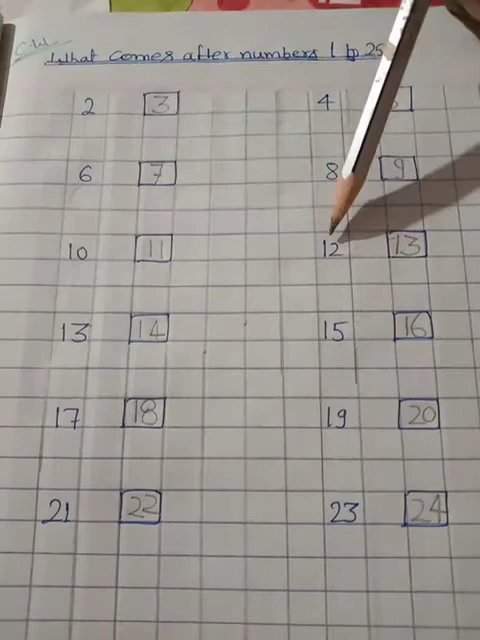 C.W.
What comes after numbers 1 to 25
2 3 4
6 7 8 9
10 11 12 13
13 14 15 16
17 18 19 20
21 22 23 24